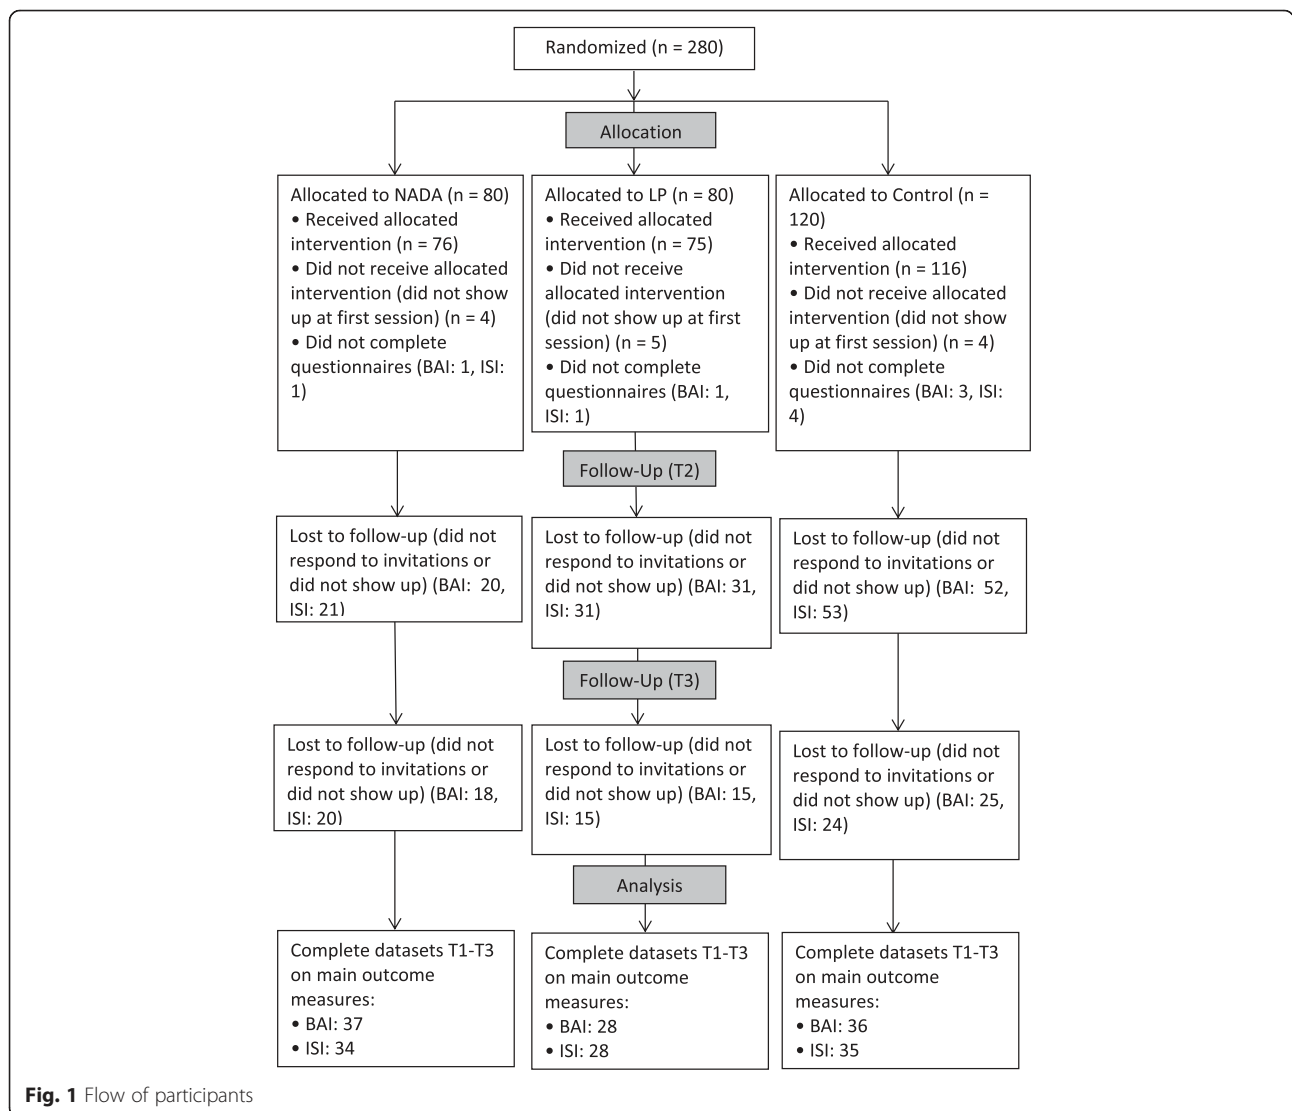 Randomized (n = 280)
Allocation
Allocated to NADA (n = 80)
• Received allocated
intervention (n = 76)
• Did not receive allocated
intervention (did not show
up at first session) (n = 4)
• Did not complete
questionnaires (BAI: 1, ISI:
1)
Allocated to LP (n = 80)
• Received allocated
intervention (n = 75)
• Did not receive
allocated intervention
(did not show up at first
session) (n = 5)
• Did not complete
questionnaires (BAI: 1,
ISI: 1)
Allocated to Control (n =
120)
• Received allocated
intervention (n = 116)
• Did not receive allocated
intervention (did not show
up at first session) (n = 4)
• Did not complete
questionnaires (BAI: 3, ISI:
4)
Follow-Up (T2)
Lost to follow-up (did not
respond to invitations or
did not show up) (BAI:  20,
ISI: 21)
Lost to follow-up (did not
respond to invitations or
did not show up) (BAI: 31,
ISI: 31)
Lost to follow-up (did not
respond to invitations or
did not show up) (BAI:  52,
ISI: 53)
Follow-Up (T3)
Lost to follow-up (did not
respond to invitations or
did not show up) (BAI: 18,
ISI: 20)
Lost to follow-up (did not
respond to invitations or
did not show up) (BAI: 15,
ISI: 15)
Lost to follow-up (did not
respond to invitations or
did not show up) (BAI: 25,
ISI: 24)
Analysis
Complete datasets T1-T3
on main outcome
measures:
• BAI: 37
• ISI: 34
Complete datasets T1-T3
on main outcome
measures:
• BAI: 28
• ISI: 28
Complete datasets T1-T3
on main outcome
measures:
• BAI: 36
• ISI: 35
Fig. 1 Flow of participants